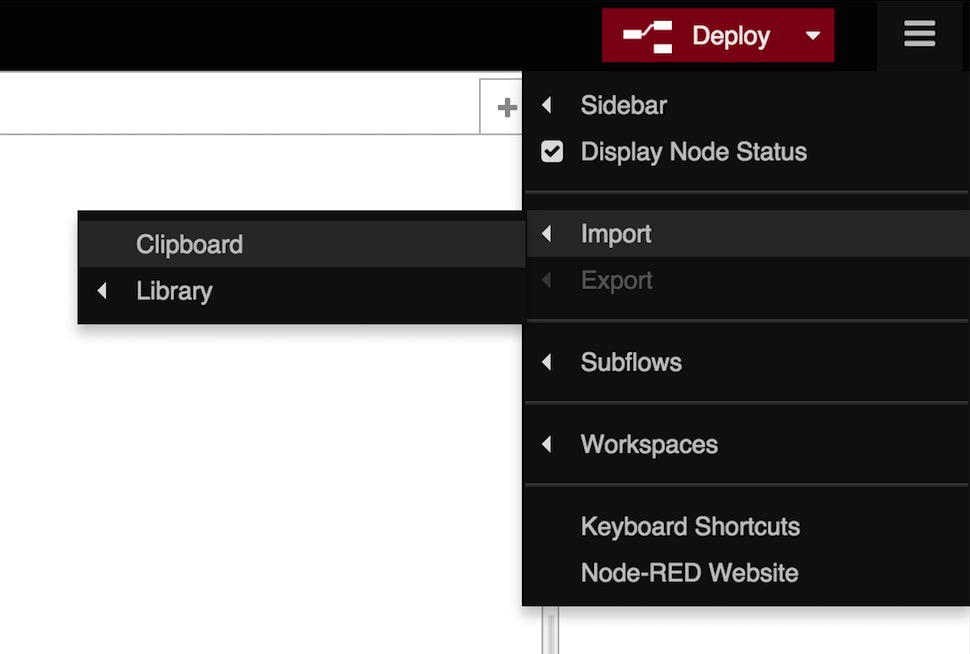 Deploy
Sidebar
Display Node Status
Import
Clipboard
Library
Export
Subflows
Workspaces
Keyboard Shortcuts
Node-RED Website